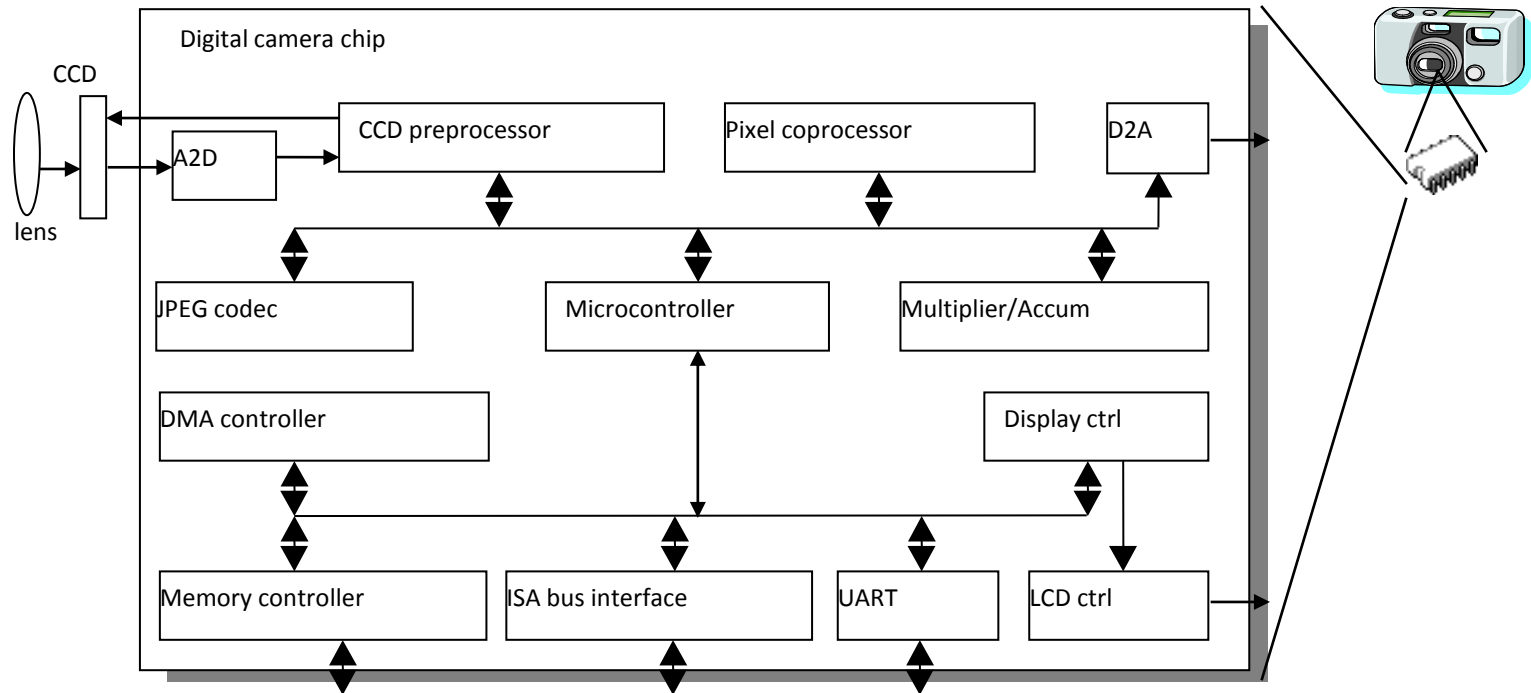 Digital camera chip
CCD
CCD preprocessor
Pixel coprocessor
D2A
A2D
lens
JPEG codec
Microcontroller
Multiplier/Accum
DMA controller
Display ctrl
Memory controller
ISA bus interface
UART
LCD ctrl